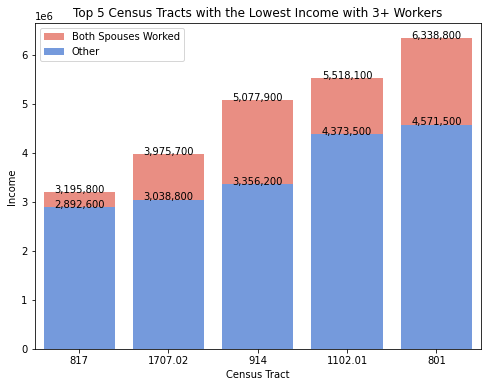 Top 5 Census Tracts with the Lowest Income with 3+ Workers
1e6
Both Spouses Worked
Other
6,338,800
5,518,100
5,077,900
4,571,500
4,373,500
3,975,700
3,356,200
3,195,800
3,038,800
2,892,600
6
5
4
3
2
1
0
Income
817 1707.02 914 1102.01 801
Census Tract